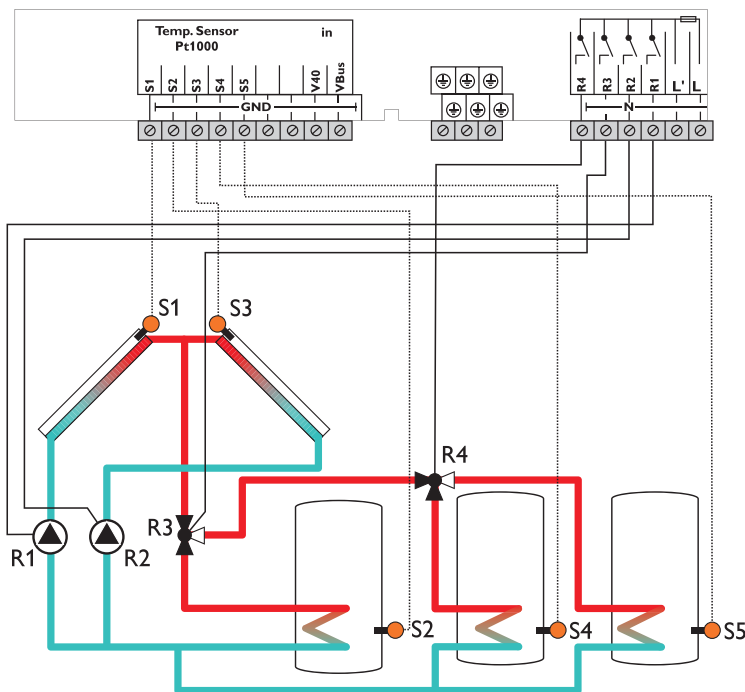 Temp. Sensor in
Pt1000
S1 S2 S3 S4 S5 V40 VBus
GND
R4 R3 R2 R1 L' L
N
S1
S3
R4
R3
R1
R2
S2
S4
S5